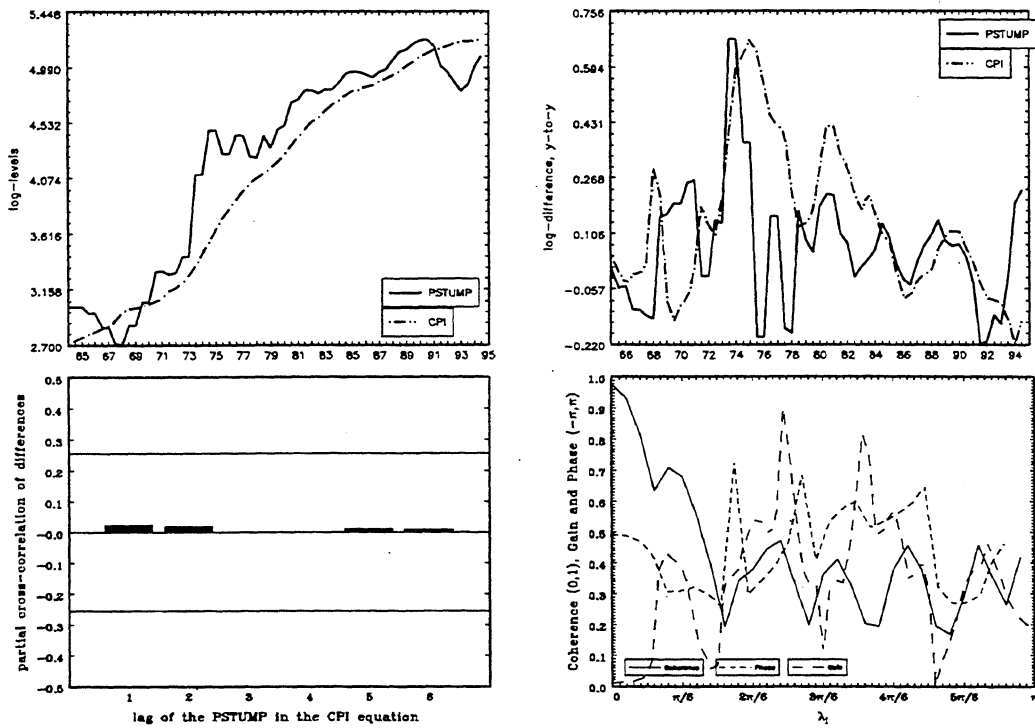 5.448
4.990
4.532
4.074
3.616
3.158
2.700
log-levels
PSTUMP
CPI
65 67 69 71 73 75 77 79 81 83 85 87 89 91 93 95
0.756
0.594
0.431
0.268
0.106
-0.057
-0.220
log-difference, y-to-y
PSTUMP
CPI
66 68 70 72 74 76 78 80 82 84 86 88 90 92 94
0.5
0.4
0.3
0.2
0.1
-0.0
-0.1
-0.2
-0.3
-0.4
-0.5
partial cross-correlation of differences
1 2 3 4 5 6
lag of the PSTUMP in the CPI equation
1.0
0.9
0.8
0.7
0.6
0.5
0.4
0.3
0.2
0.1
0.0
Coherence (0,1), Gain and Phase (-π,π)
Coherence Phase Gain
0 π/6 2π/6 3π/6 4π/6 5π/6 π
λj